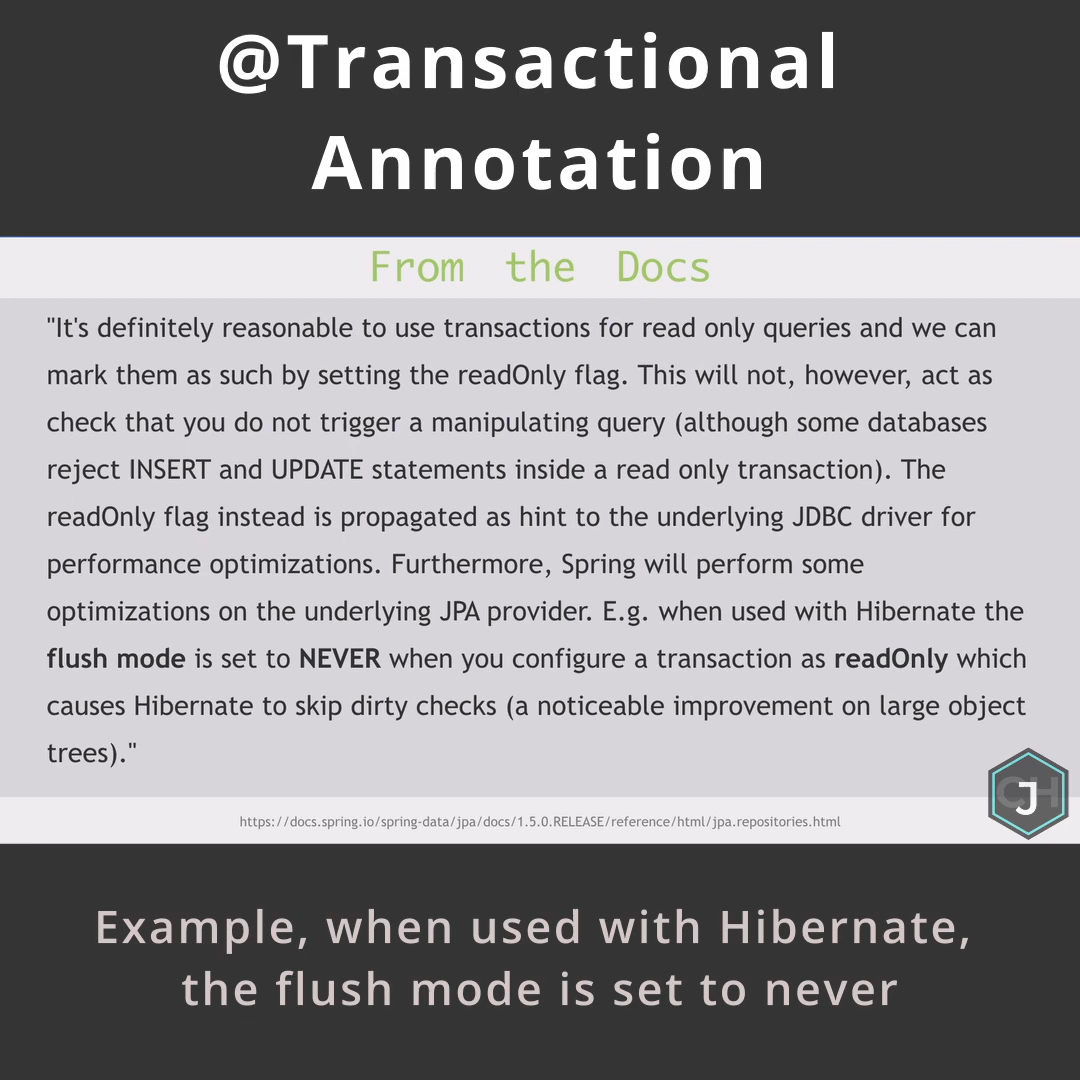 @Transactional
Annotation
From the Docs
"It's definitely reasonable to use transactions for read only queries and we can
mark them as such by setting the readOnly flag. This will not, however, act as
check that you do not trigger a manipulating query (although some databases
reject INSERT and UPDATE statements inside a read only transaction). The
readOnly flag instead is propagated as hint to the underlying JDBC driver for
performance optimizations. Furthermore, Spring will perform some
optimizations on the underlying JPA provider. E.g. when used with Hibernate the
flush mode is set to NEVER when you configure a transaction as readOnly which
causes Hibernate to skip dirty checks (a noticeable improvement on large object
trees)."
CJH
https://docs.spring.io/spring-data/jpa/docs/1.5.0.RELEASE/reference/html/jpa.repositories.html
Example, when used with Hibernate,
the flush mode is set to never